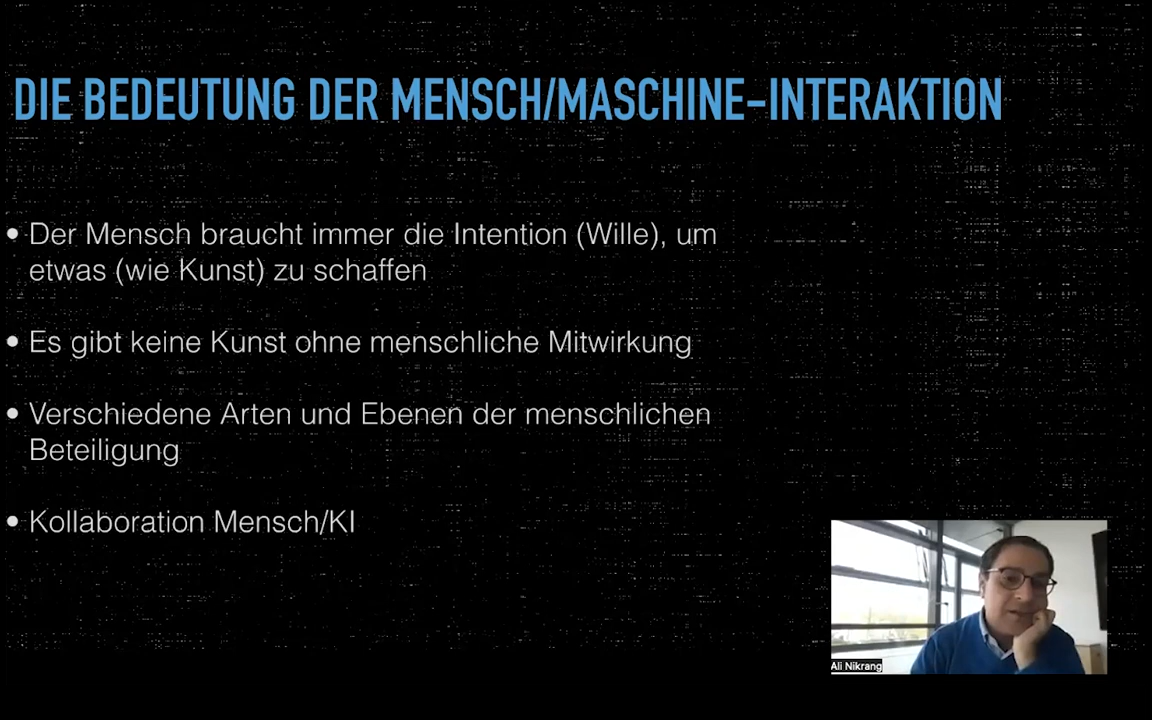 DIE BEDEUTUNG DER MENSCH/MASCHINE-INTERAKTION
• Der Mensch braucht immer die Intention (Wille), um
etwas (wie Kunst) zu schaffen
• Es gibt keine Kunst ohne menschliche Mitwirkung
• Verschiedene Arten und Ebenen der menschlichen
Beteiligung
• Kollaboration Mensch/KI
Ali Nikrang